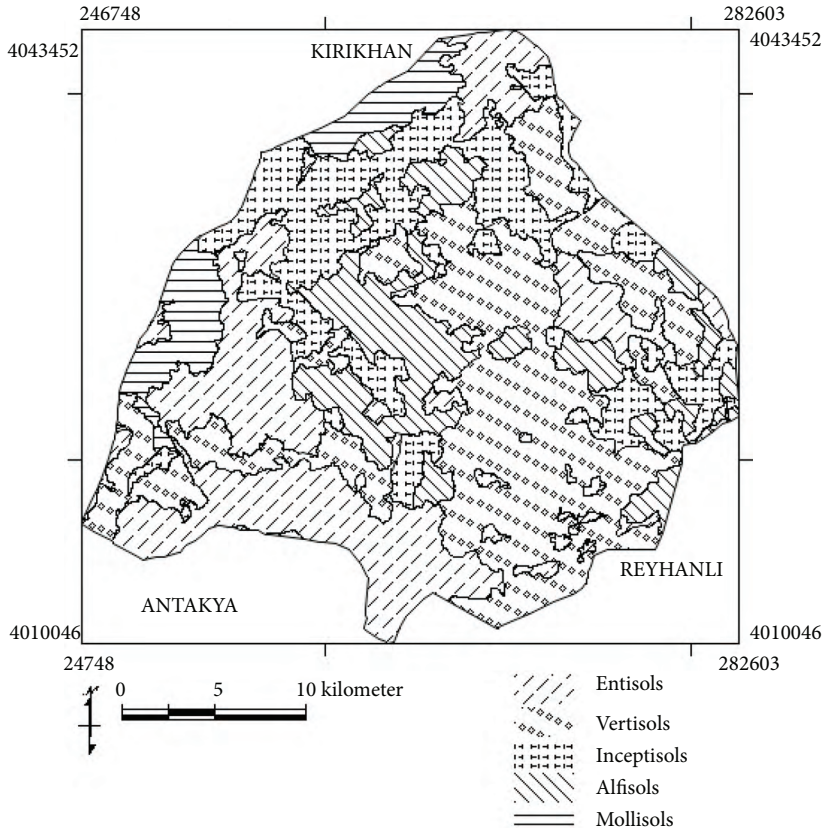 246748 282603
4043452 KIRIKHAN 4043452
REYHANLI
ANTAKYA
4010046 4010046
24748 282603
0 5 10 kilometer
Entisols
Vertisols
Inceptisols
Alfisols
Mollisols